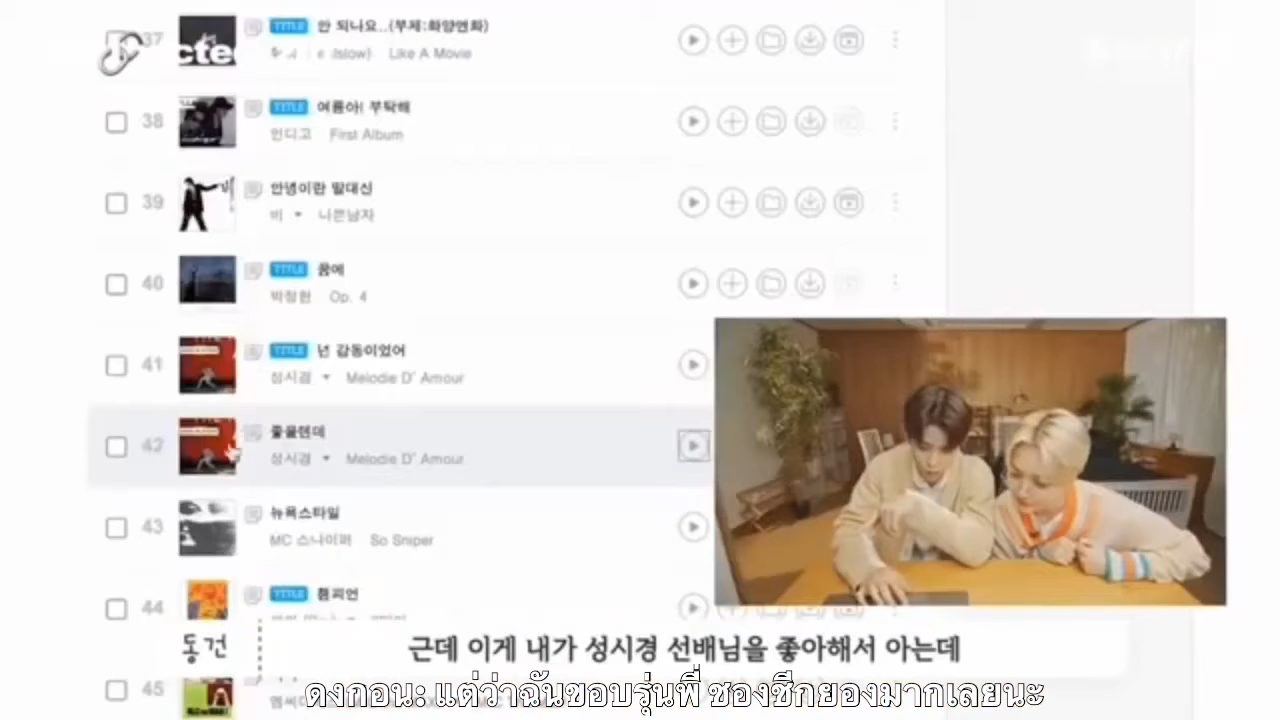 37
TITLE 안 되나요..(부제:화양연화)
Like A Movie
38
TITLE 여름아! 부탁해
인디고 First Album
39
안녕이란 말대신
비 나쁜남자
40
TITLE 꿈에
박정현 Op. 4
41
TITLE 넌 감동이었어
성시경 Melodie D' Amour
42
좋을텐데
성시경 Melodie D' Amour
43
뉴욕스타일
MC 스나이퍼 So Sniper
44
TITLE 챔피언
동건
근데 이게 내가 성시경 선배님을 좋아해서 아는데
45
ดงกอน: แต่ว่าฉันชอบรุ่นพี่ ซองชีกยองมากเลยนะ